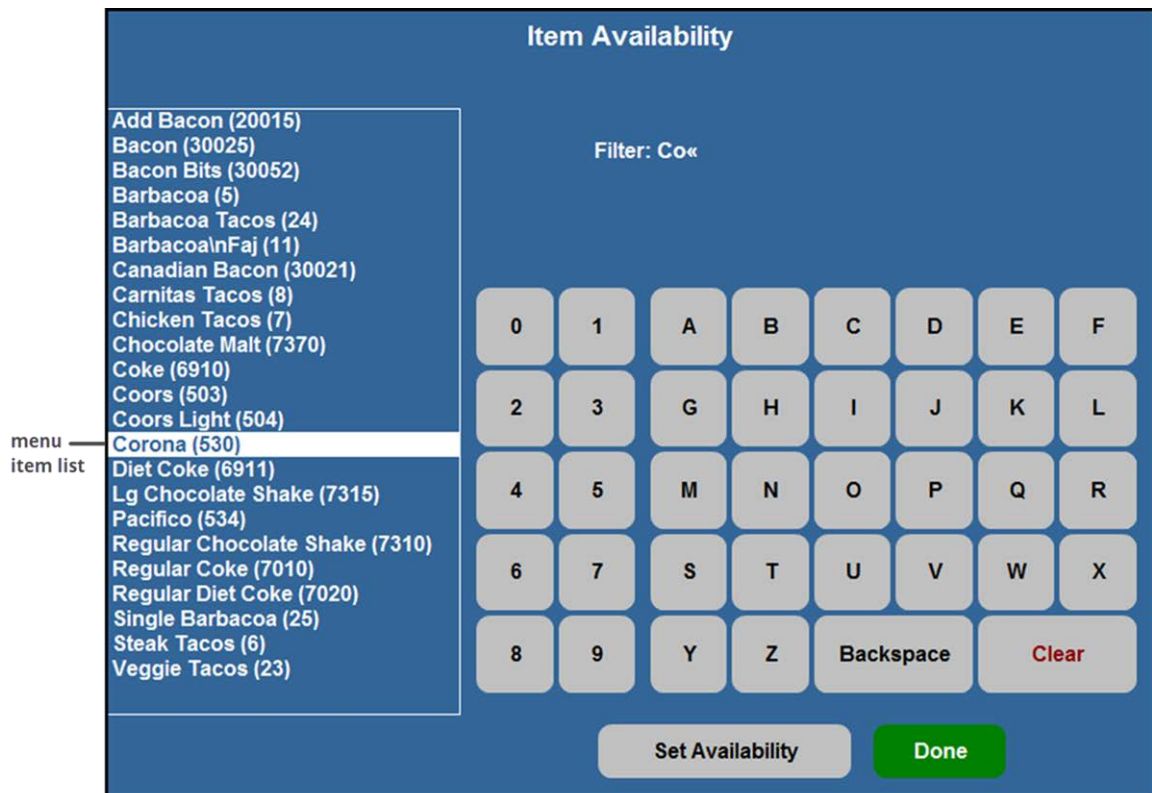 Item Availability
Add Bacon (20015)
Bacon (30025)
Bacon Bits (30052)
Barbacoa (5)
Barbacoa Tacos (24)
Barbacoa\nFaj (11)
Canadian Bacon (30021)
Carnitas Tacos (8)
Chicken Tacos (7)
Chocolate Malt (7370)
Coke (6910)
Coors (503)
Coors Light (504)
Corona (530)
Diet Coke (6911)
Lg Chocolate Shake (7315)
Pacifico (534)
Regular Chocolate Shake (7310)
Regular Coke (7010)
Regular Diet Coke (7020)
Single Barbacoa (25)
Steak Tacos (6)
Veggie Tacos (23)
menu
item list
Filter: Co«
0 1 A B C D E F
2 3 G H I J K L
4 5 M N O P Q R
6 7 S T U V W X
8 9 Y Z Backspace Clear
Set Availability Done